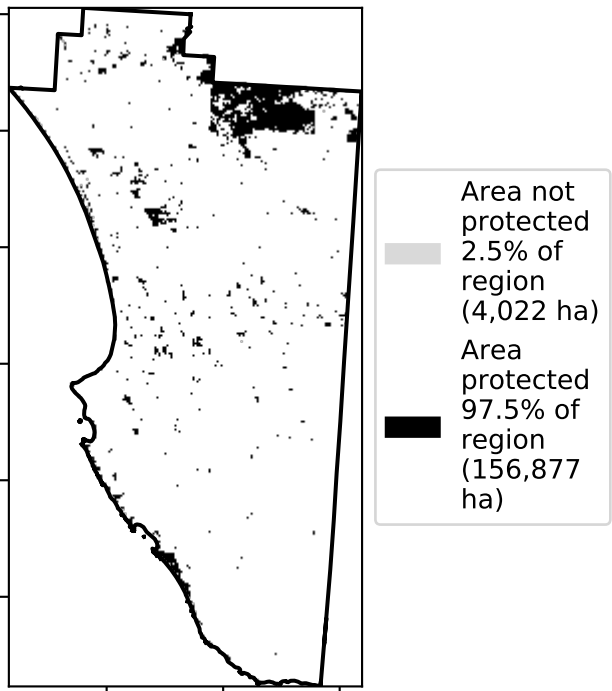 Area not
protected
2.5% of
region
(4,022 ha)
Area
protected
97.5% of
region
(156,877
ha)